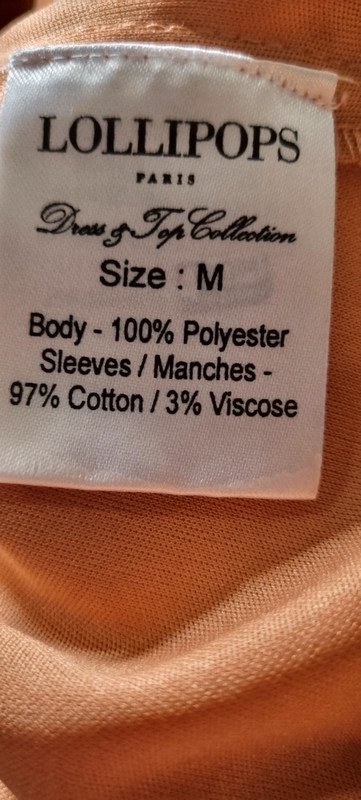 LOLLIPOPS
PARIS
Dress & Top Collection
Size : M
Body - 100% Polyester
Sleeves / Manches -
97% Cotton / 3% Viscose